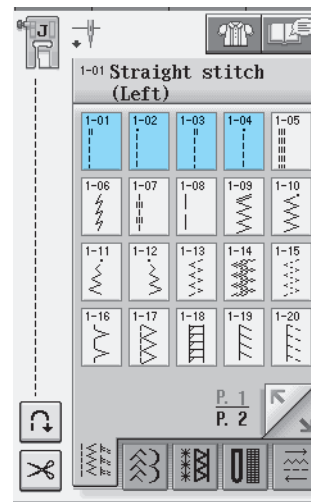 J
1-01 Straight stitch
(Left)
1-01 1-02 1-03 1-04 1-05
1-06 1-07 1-08 1-09 1-10
1-11 1-12 1-13 1-14 1-15
1-16 1-17 1-18 1-19 1-20
P. 1
P. 2